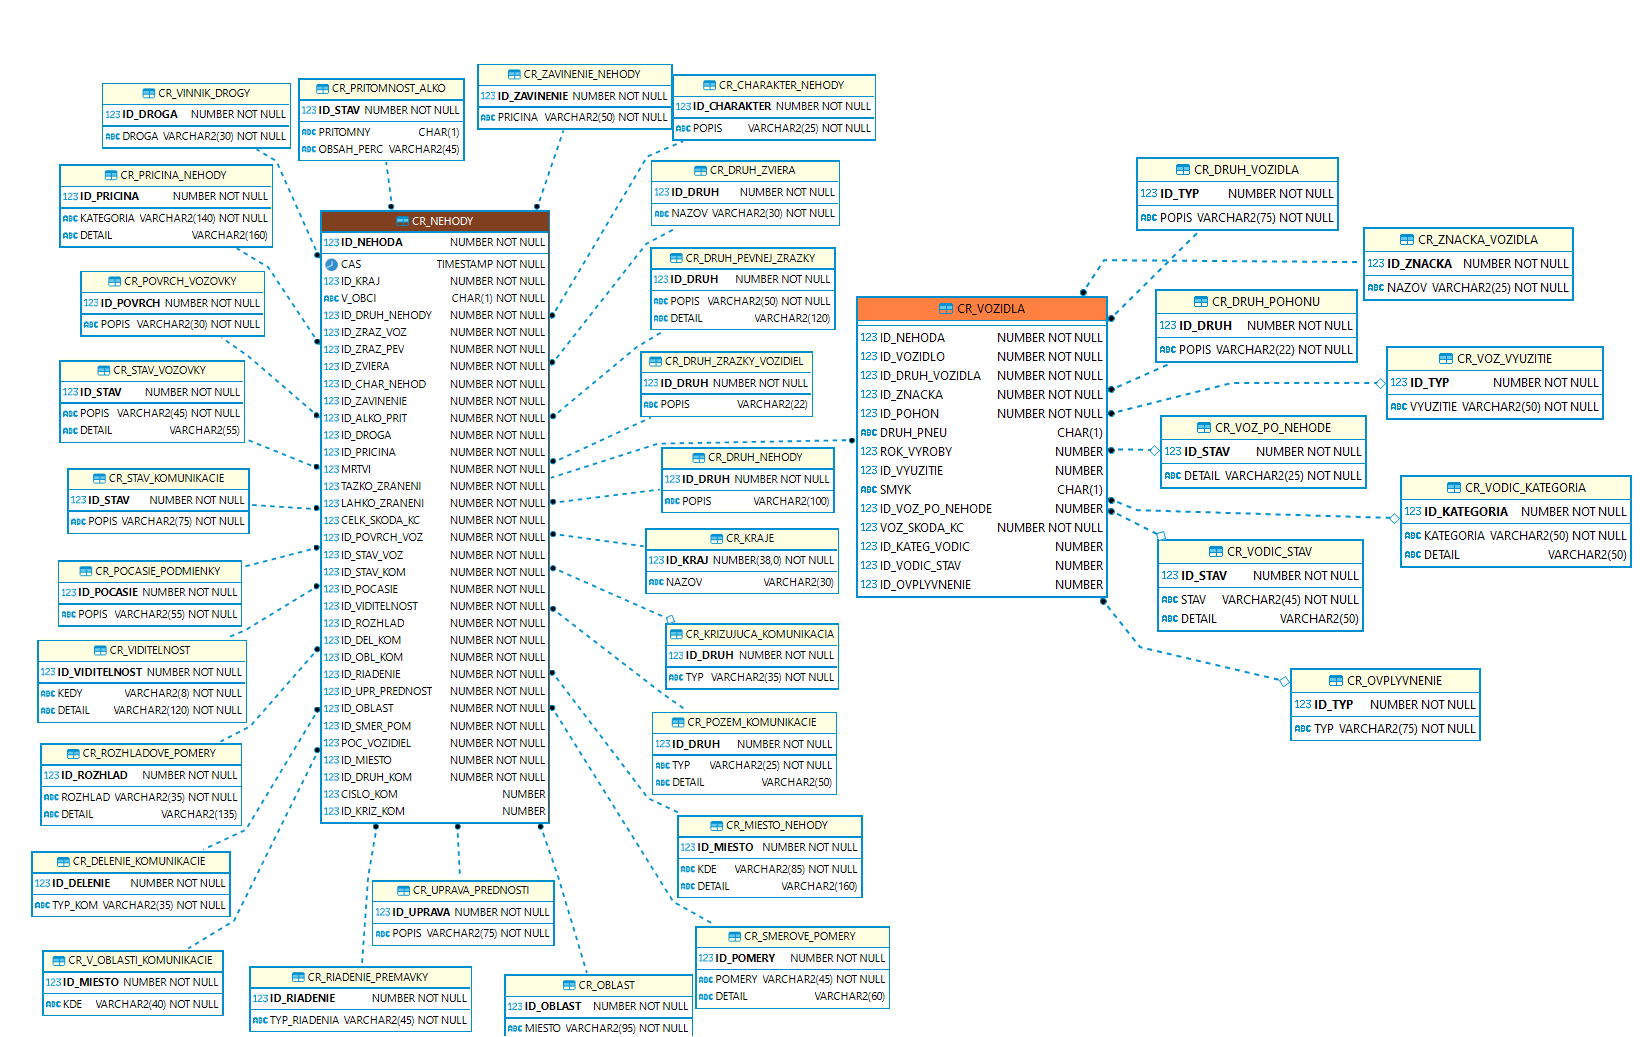 CR_VINNIK_DROGY
123 ID_DROGA NUMBER NOT NULL
ABC DROGA VARCHAR2(30) NOT NULL
CR_PRITOMNOST_ALKO
123 ID_STAV NUMBER NOT NULL
ABC PRITOMNY CHAR(1)
ABC OBSAH_PERC VARCHAR2(45)
CR_ZAVINENIE_NEHODY
123 ID_ZAVINENIE NUMBER NOT NULL
ABC PRICINA VARCHAR2(50) NOT NULL
CR_CHARAKTER_NEHODY
123 ID_CHARAKTER NUMBER NOT NULL
ABC POPIS VARCHAR2(25) NOT NULL
CR_PRICINA_NEHODY
123 ID_PRICINA NUMBER NOT NULL
ABC KATEGORIA VARCHAR2(140) NOT NULL
ABC DETAIL VARCHAR2(160)
CR_POVRCH_VOZOVKY
123 ID_POVRCH NUMBER NOT NULL
ABC POPIS VARCHAR2(30) NOT NULL
CR_STAV_VOZOVKY
123 ID_STAV NUMBER NOT NULL
ABC POPIS VARCHAR2(45) NOT NULL
ABC DETAIL VARCHAR2(55)
CR_STAV_KOMUNIKACIE
123 ID_STAV NUMBER NOT NULL
ABC POPIS VARCHAR2(75) NOT NULL
CR_POCASIE_PODMIENKY
123 ID_POCASIE NUMBER NOT NULL
ABC POPIS VARCHAR2(55) NOT NULL
CR_VIDITELNOST
123 ID_VIDITELNOST NUMBER NOT NULL
ABC KEDY VARCHAR2(8) NOT NULL
ABC DETAIL VARCHAR2(120) NOT NULL
CR_ROZHLADOVE_POMERY
123 ID_ROZHLAD NUMBER NOT NULL
ABC ROZHLAD VARCHAR2(35) NOT NULL
ABC DETAIL VARCHAR2(135)
CR_DELENIE_KOMUNIKACIE
123 ID_DELENIE NUMBER NOT NULL
ABC TYP_KOM VARCHAR2(35) NOT NULL
CR_V_OBLASTI_KOMUNIKACIE
123 ID_MIESTO NUMBER NOT NULL
ABC KDE VARCHAR2(40) NOT NULL
CR_NEHODY
123 ID_NEHODA NUMBER NOT NULL
CAS TIMESTAMP NOT NULL
123 ID_KRAJ NUMBER NOT NULL
ABC V_OBCI CHAR(1) NOT NULL
123 ID_DRUH_NEHODY NUMBER NOT NULL
123 ID_ZRAZ_VOZ NUMBER NOT NULL
123 ID_ZRAZ_PEV NUMBER NOT NULL
123 ID_ZVIERA NUMBER NOT NULL
123 ID_CHAR_NEHOD NUMBER NOT NULL
123 ID_ZAVINENIE NUMBER NOT NULL
123 ID_ALKO_PRIT NUMBER NOT NULL
123 ID_DROGA NUMBER NOT NULL
123 ID_PRICINA NUMBER NOT NULL
123 MRTVI NUMBER NOT NULL
123 TAZKO_ZRANENI NUMBER NOT NULL
123 LAHKO_ZRANENI NUMBER NOT NULL
123 CELK_SKODA_KC NUMBER NOT NULL
123 ID_POVRCH_VOZ NUMBER NOT NULL
123 ID_STAV_VOZ NUMBER NOT NULL
123 ID_STAV_KOM NUMBER NOT NULL
123 ID_POCASIE NUMBER NOT NULL
123 ID_VIDITELNOST NUMBER NOT NULL
123 ID_ROZHLAD NUMBER NOT NULL
123 ID_DEL_KOM NUMBER NOT NULL
123 ID_OBL_KOM NUMBER NOT NULL
123 ID_RIADENIE NUMBER NOT NULL
123 ID_UPR_PREDNOST NUMBER NOT NULL
123 ID_OBLAST NUMBER NOT NULL
123 ID_SMER_POM NUMBER NOT NULL
123 POC_VOZIDIEL NUMBER NOT NULL
123 ID_MIESTO NUMBER NOT NULL
123 ID_DRUH_KOM NUMBER NOT NULL
123 CISLO_KOM NUMBER
123 ID_KRIZ_KOM NUMBER
CR_UPRAVA_PREDNOSTI
123 ID_UPRAVA NUMBER NOT NULL
ABC POPIS VARCHAR2(75) NOT NULL
CR_RIADENIE_PREMAVKY
123 ID_RIADENIE NUMBER NOT NULL
ABC TYP_RIADENIA VARCHAR2(45) NOT NULL
CR_OBLAST
123 ID_OBLAST NUMBER NOT NULL
ABC MIESTO VARCHAR2(95) NOT NULL
CR_DRUH_ZVIERA
123 ID_DRUH NUMBER NOT NULL
ABC NAZOV VARCHAR2(30) NOT NULL
CR_DRUH_PEVNEJ_ZRAZKY
123 ID_DRUH NUMBER NOT NULL
ABC POPIS VARCHAR2(50) NOT NULL
ABC DETAIL VARCHAR2(120)
CR_DRUH_ZRAZKY_VOZIDIEL
123 ID_DRUH NUMBER NOT NULL
ABC POPIS VARCHAR2(22)
CR_DRUH_NEHODY
123 ID_DRUH NUMBER NOT NULL
ABC POPIS VARCHAR2(100)
CR_KRAJE
123 ID_KRAJ NUMBER(38,0) NOT NULL
ABC NAZOV VARCHAR2(30)
CR_KRIZUJUCA_KOMUNIKACIA
123 ID_DRUH NUMBER NOT NULL
ABC TYP VARCHAR2(35) NOT NULL
CR_POZEM_KOMUNIKACIE
123 ID_DRUH NUMBER NOT NULL
ABC TYP VARCHAR2(25) NOT NULL
ABC DETAIL VARCHAR2(50)
CR_MIESTO_NEHODY
123 ID_MIESTO NUMBER NOT NULL
ABC KDE VARCHAR2(85) NOT NULL
ABC DETAIL VARCHAR2(160)
CR_SMEROVE_POMERY
123 ID_POMERY NUMBER NOT NULL
ABC POMERY VARCHAR2(45) NOT NULL
ABC DETAIL VARCHAR2(60)
CR_VOZIDLA
123 ID_NEHODA NUMBER NOT NULL
123 ID_VOZIDLO NUMBER NOT NULL
123 ID_DRUH_VOZIDLA NUMBER NOT NULL
123 ID_ZNACKA NUMBER NOT NULL
123 ID_POHON NUMBER NOT NULL
ABC DRUH_PNEU CHAR(1)
123 ROK_VYROBY NUMBER
123 ID_VYUZITIE NUMBER
ABC SMYK CHAR(1)
123 ID_VOZ_PO_NEHODE NUMBER
123 VOZ_SKODA_KC NUMBER NOT NULL
123 ID_KATEG_VODIC NUMBER
123 ID_VODIC_STAV NUMBER
123 ID_OVPLYVNENIE NUMBER
CR_DRUH_VOZIDLA
123 ID_TYP NUMBER NOT NULL
ABC POPIS VARCHAR2(75) NOT NULL
CR_ZNACKA_VOZIDLA
123 ID_ZNACKA NUMBER NOT NULL
ABC NAZOV VARCHAR2(25) NOT NULL
CR_DRUH_POHONU
123 ID_DRUH NUMBER NOT NULL
ABC POPIS VARCHAR2(22) NOT NULL
CR_VOZ_VYUZITIE
123 ID_TYP NUMBER NOT NULL
ABC VYUZITIE VARCHAR2(50) NOT NULL
CR_VOZ_PO_NEHODE
123 ID_STAV NUMBER NOT NULL
ABC DETAIL VARCHAR2(25) NOT NULL
CR_VODIC_KATEGORIA
123 ID_KATEGORIA NUMBER NOT NULL
ABC KATEGORIA VARCHAR2(50) NOT NULL
ABC DETAIL VARCHAR2(50)
CR_VODIC_STAV
123 ID_STAV NUMBER NOT NULL
ABC STAV VARCHAR2(45) NOT NULL
ABC DETAIL VARCHAR2(50)
CR_OVPLYVNENIE
123 ID_TYP NUMBER NOT NULL
ABC TYP VARCHAR2(75) NOT NULL